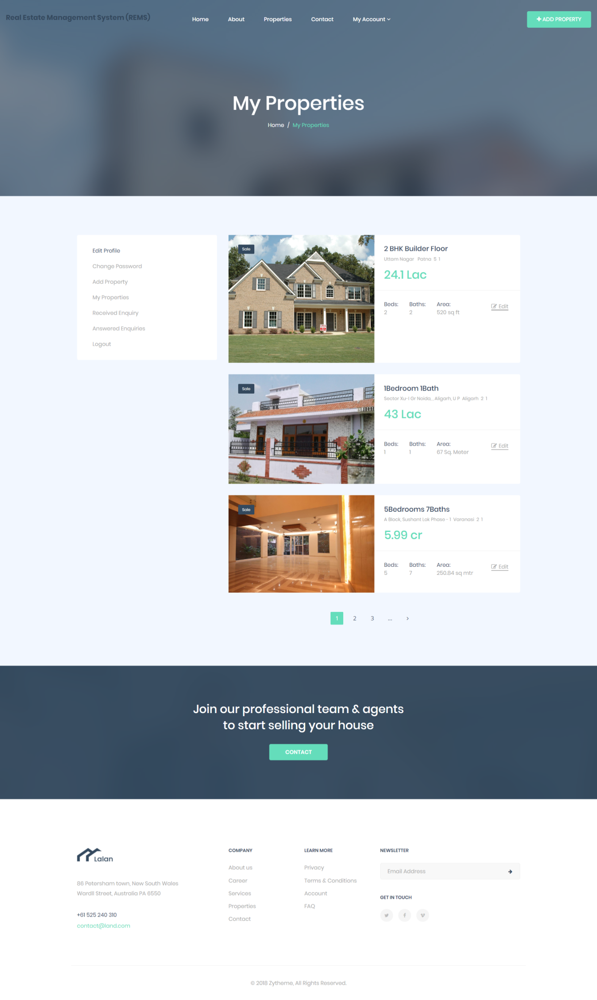 Real Estate Management System (REMS)
Home
About
Properties
Contact
My Account
ADD PROPERTY
My Properties
Home / My Properties
Edit Profile
Change Password
Add Property
My Properties
Received Enquiry
Answered Enquiries
Logout
Sale
2 BHK Builder Floor
Uttam Nagar Patna 5 1
24.1 Lac
Beds: Baths: Area:
2 2 520 sq ft
Edit
Sale
1Bedroom 1Bath
Sector Xu-I Gr Noida, , Aligarh, U P Aligarh 2 1
43 Lac
Beds: Baths: Area:
1 1 67 Sq. Meter
Edit
Sale
5Bedrooms 7Baths
A Block, Sushant Lok Phase - 1 Varanasi 2 1
5.99 cr
Beds: Baths: Area:
5 7 250.84 sq mtr
Edit
1 2 3 ...
Join our professional team & agents
to start selling your house
CONTACT
Lalan
86 Petersham town, New South Wales
Wardll Street, Australia PA 6550
+61 525 240 310
contact@land.com
COMPANY
About us
Career
Services
Properties
Contact
LEARN MORE
Privacy
Terms & Conditions
Account
FAQ
NEWSLETTER
Email Address
GET IN TOUCH
© 2018 Zytheme, All Rights Reserved.